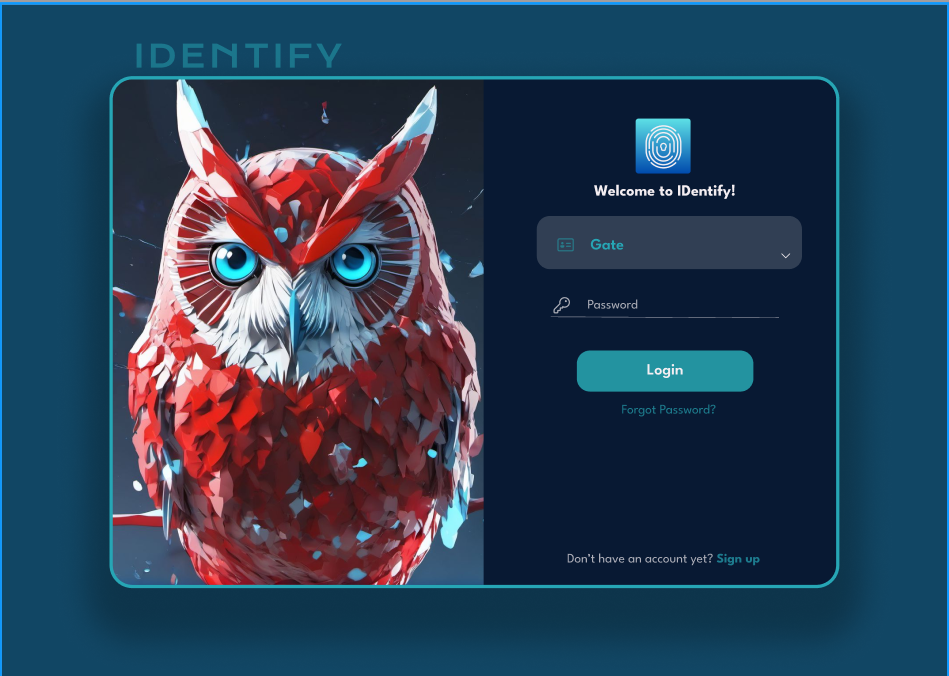 IDENTIFY
Welcome to IDentify!
Gate
Password
Login
Forgot Password?
Don't have an account yet? Sign up